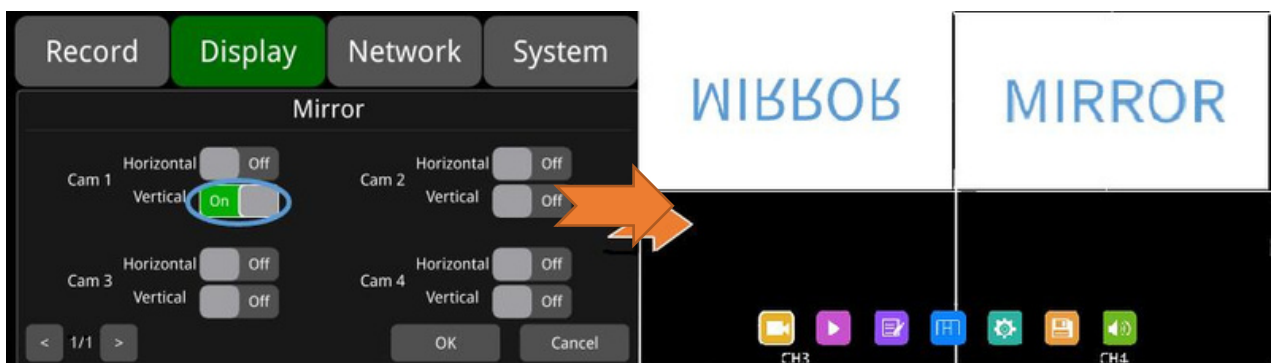 Record Display Network System
Mirror
Cam 1 Horizontal Off
Vertical On
Cam 2 Horizontal Off
Vertical Off
Cam 3 Horizontal Off
Vertical Off
Cam 4 Horizontal Off
Vertical Off
< 1/1 > OK Cancel
MIRROR MIRROR
CH3 CH4